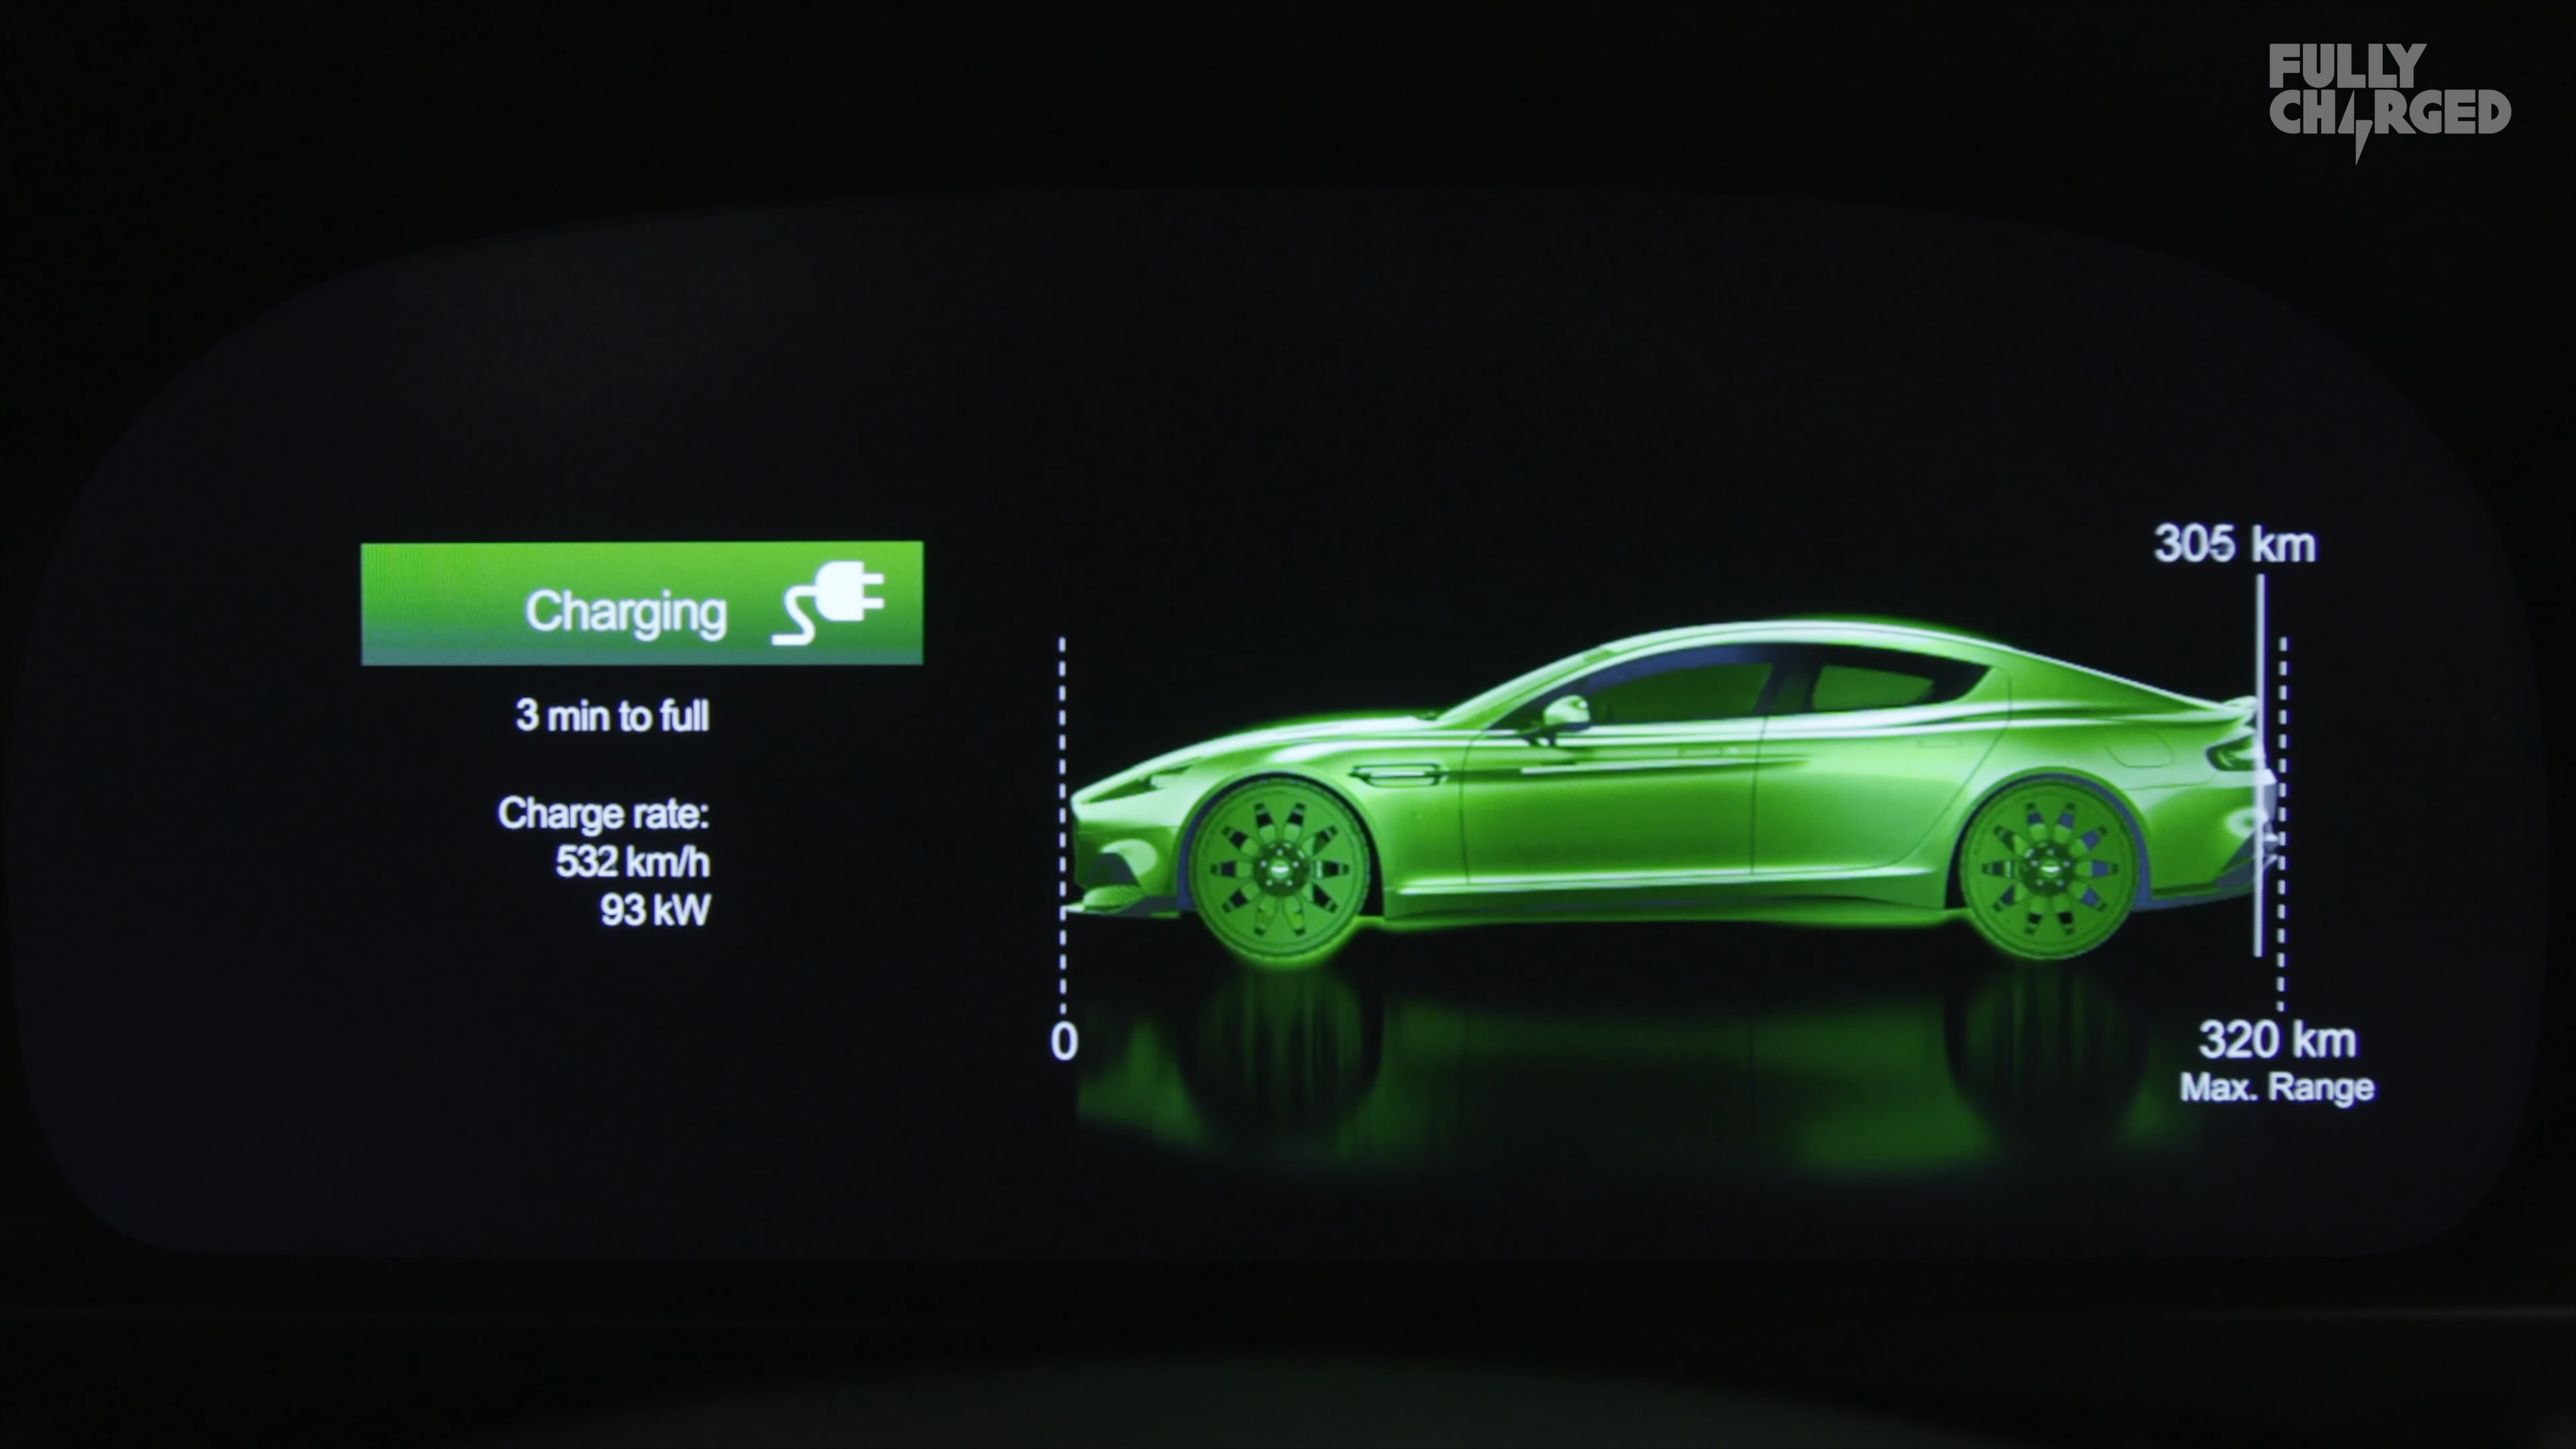 FULLY
CHARGED
Charging
3 min to full
Charge rate:
532 km/h
93 kW
305 km
0
320 km
Max. Range